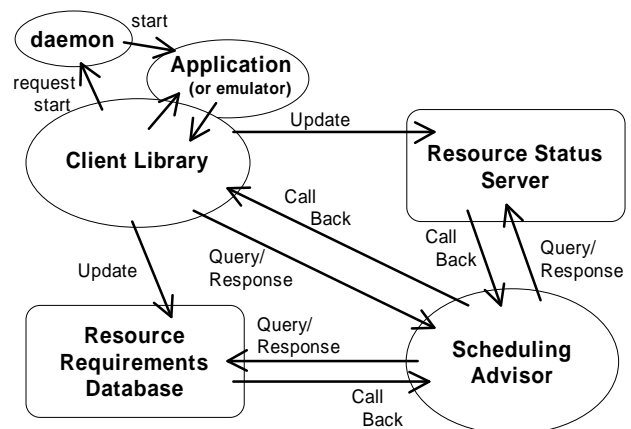 start
daemon
Application
(or emulator)
request
start
Update
Client Library
Resource Status
Server
Call
Back
Call
Back
Query/
Response
Query/
Response
Update
Resource
Requirements
Database
Query/
Response
Scheduling
Advisor
Call
Back